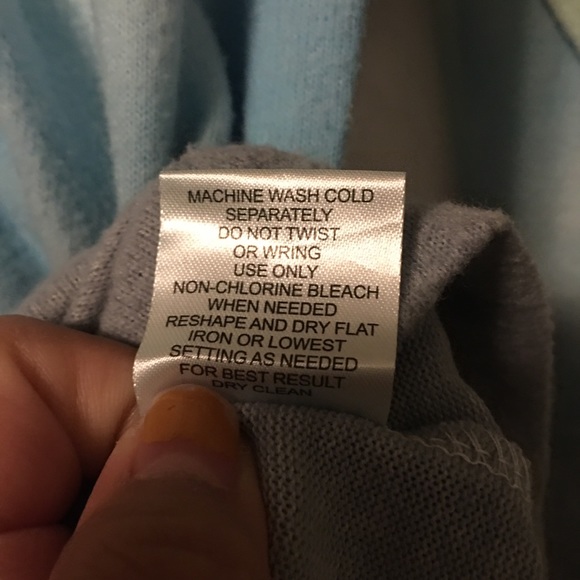 MACHINE WASH COLD
SEPARATELY
DO NOT TWIST
OR WRING
USE ONLY
NON-CHLORINE BLEACH
WHEN NEEDED
RESHAPE AND DRY FLAT
IRON OR LOWEST
SETTING AS NEEDED
FOR BEST RESULT
DRY CLEAN